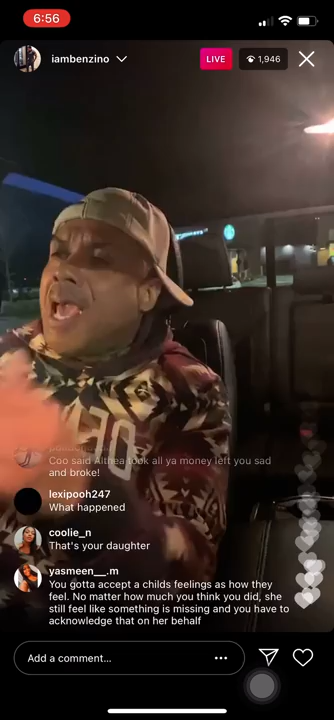 6:56
iambenzino
LIVE
1,946
Coo said Althea took all ya money left you sad
and broke!
lexipooh247
What happened
coolie_n
That's your daughter
yasmeen__.m
You gotta accept a childs feelings as how they
feel. No matter how much you think you did, she
still feel like something is missing and you have to
acknowledge that on her behalf
Add a comment...